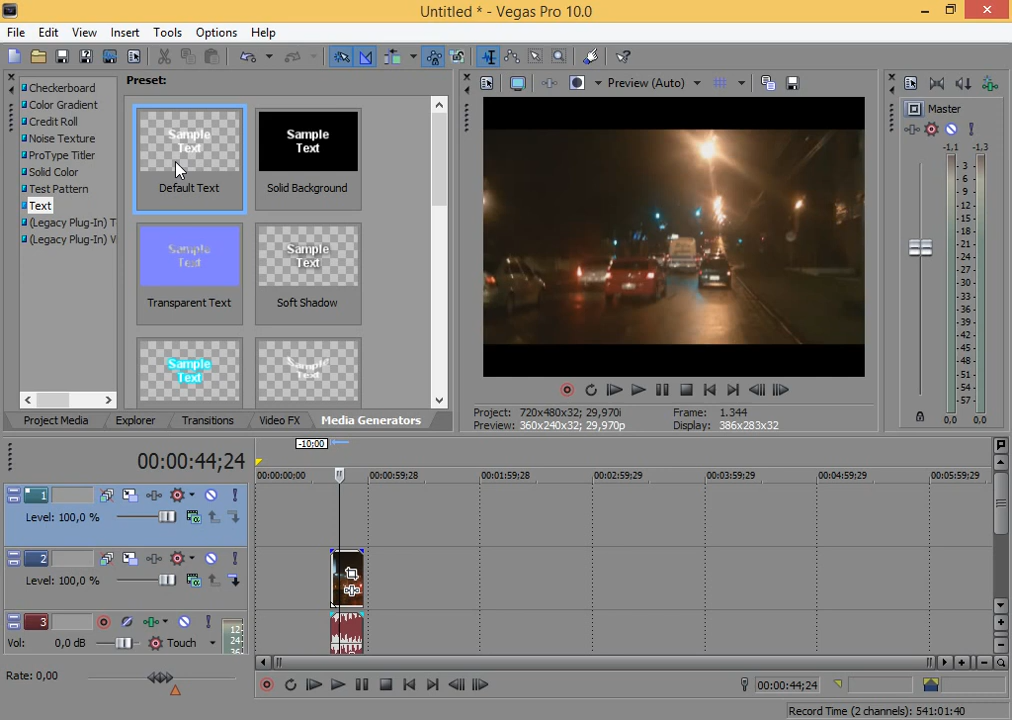 Untitled * - Vegas Pro 10.0
File Edit View Insert Tools Options Help
Preset:
Checkerboard
Color Gradient
Credit Roll
Noise Texture
ProType Titler
Solid Color
Test Pattern
Text
(Legacy Plug-In) T
(Legacy Plug-In) V
Sample
Text
Default Text
Sample
Text
Solid Background
Sample
Text
Transparent Text
Sample
Text
Soft Shadow
Sample
Text
Sample
Text
Project Media Explorer Transitions Video FX Media Generators
Preview (Auto)
Project: 720x480x32; 29,970i Frame: 1.344
Preview: 360x240x32; 29,970p Display: 386x283x32
Master
-1,1 -1,3
3
6
9
12
15
18
21
24
27
30
33
36
39
42
45
48
51
54
57
0,0 0,0
00:00:44;24
-10:00
00:00:00;00 00:00:59;28 00:01:59;29 00:02:59;29 00:03:59;29 00:04:59;29 00:05:59;29
1
Level: 100,0 %
2
Level: 100,0 %
3
Vol: 0,0 dB Touch
12
24
36
Rate: 0,00
00:00:44;24
Record Time (2 channels): 541:01:40